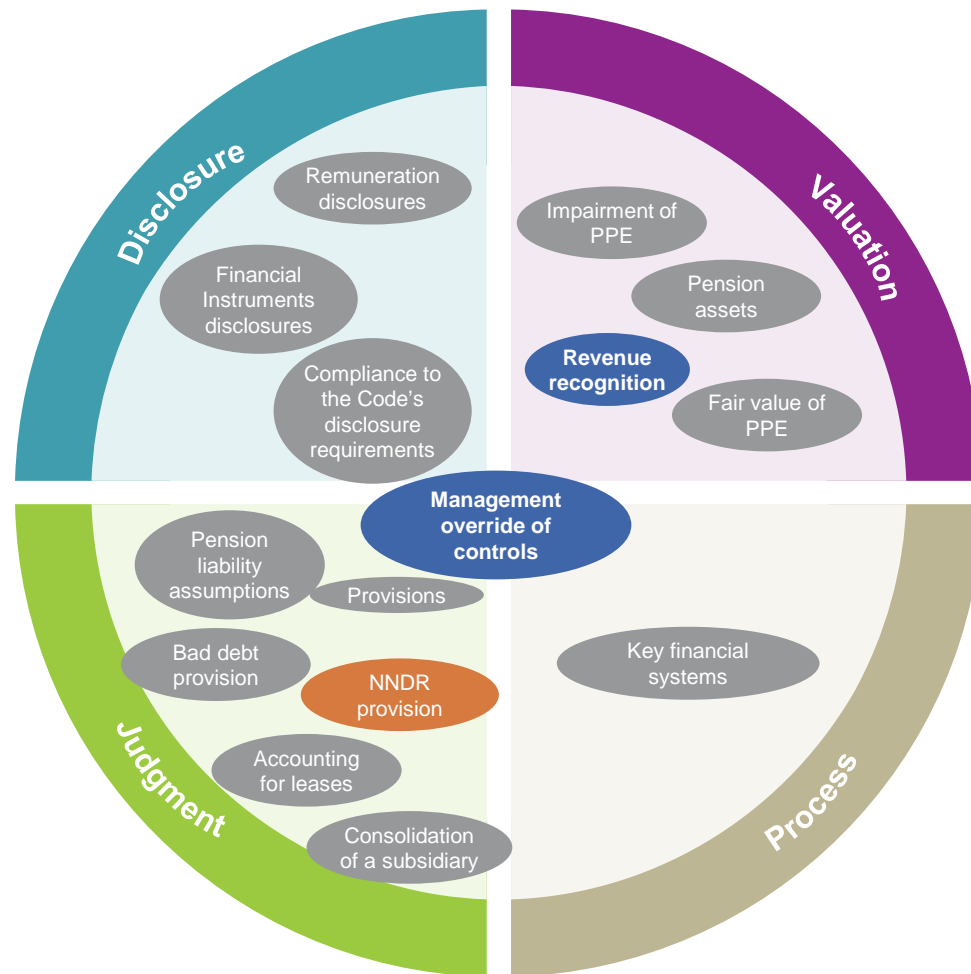 Disclosure
Remuneration
disclosures
Financial
Instruments
disclosures
Compliance to
the Code's
disclosure
requirements
Valuation
Impairment of
PPE
Pension
assets
Revenue
recognition
Fair value of
PPE
Management
override of
controls
Judgment
Pension
liability
assumptions
Provisions
Bad debt
provision
NNDR
provision
Accounting
for leases
Consolidation
of a subsidiary
Process
Key financial
systems